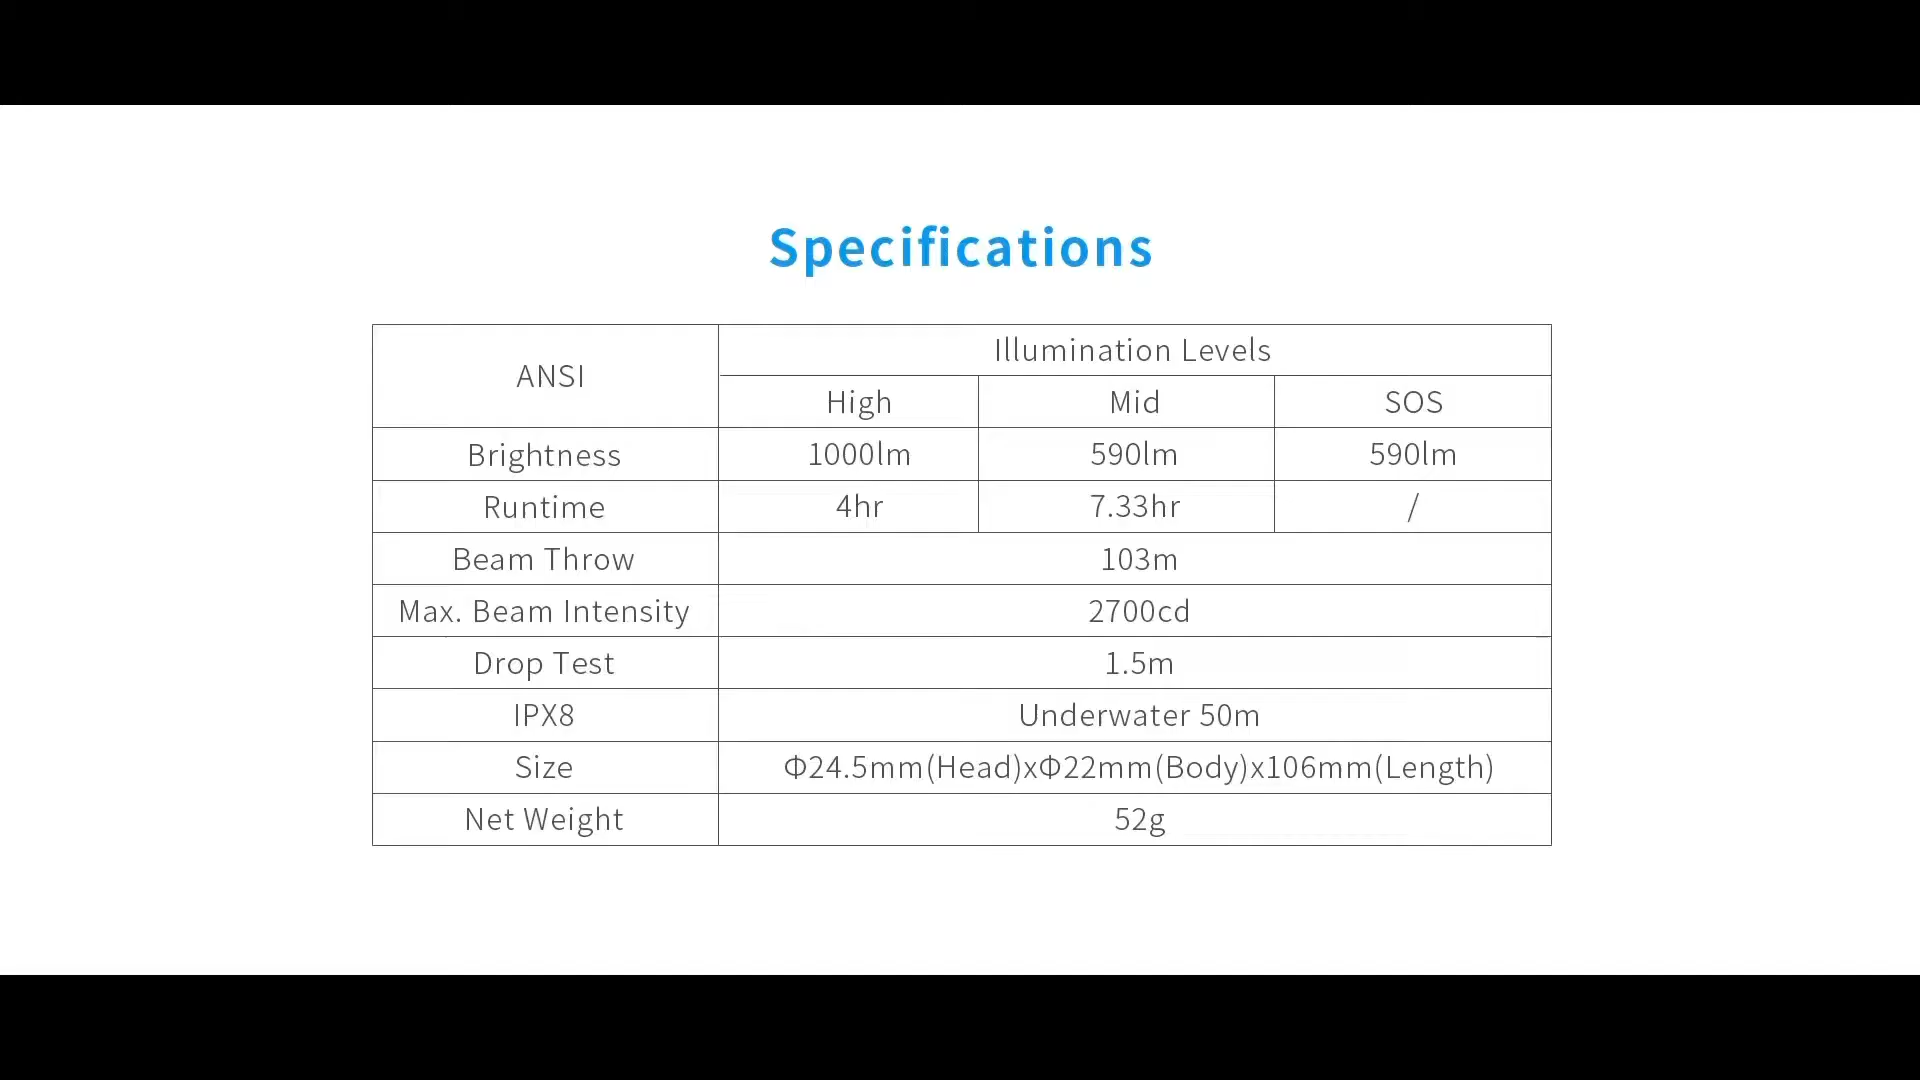 Specifications
ANSI
Illumination Levels
High Mid SOS
Brightness 1000lm 590lm 590lm
Runtime 4hr 7.33hr /
Beam Throw 103m
Max. Beam Intensity 2700cd
Drop Test 1.5m
IPX8 Underwater 50m
Size Φ24.5mm(Head)xΦ22mm(Body)x106mm(Length)
Net Weight 52g